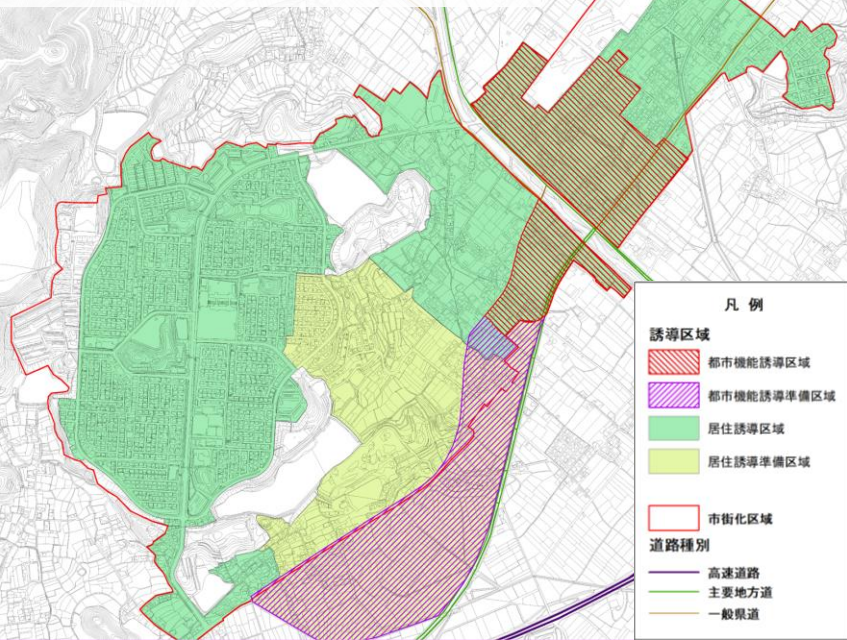 凡 例
誘導区域
都市機能誘導区域
都市機能誘導準備区域
居住誘導区域
居住誘導準備区域
市街化区域
道路種別
高速道路
主要地方道
一般県道